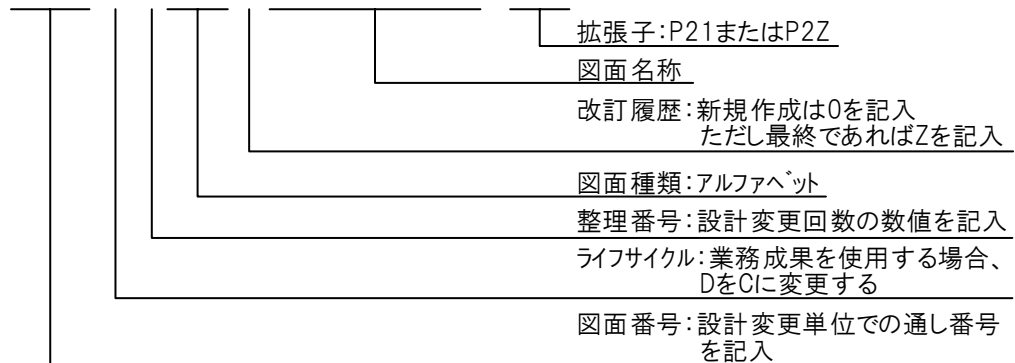 拡張子:P21またはP2Z
図面名称
改訂履歴:新規作成は0を記入
ただし最終であればZを記入
図面種類:アルファベット
整理番号:設計変更回数の数値を記入
ライフサイクル:業務成果を使用する場合、
DをCに変更する
図面番号:設計変更単位での通し番号
を記入